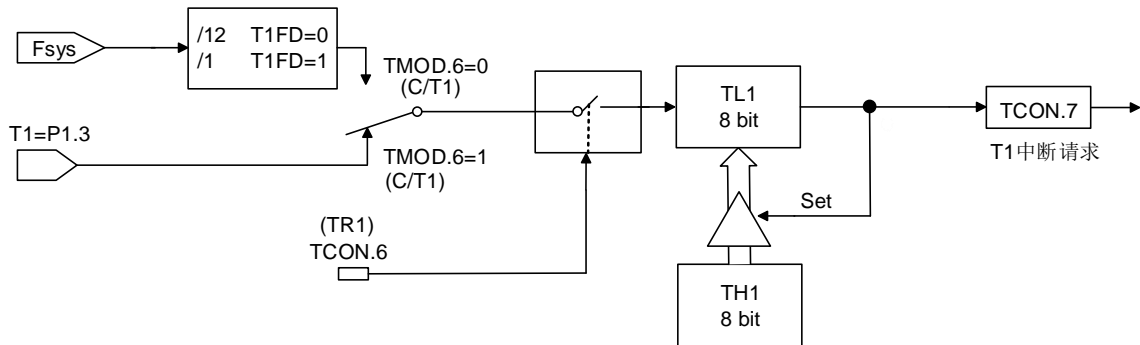 Fsys
/12 T1FD=0
/1 T1FD=1
TMOD.6=0
(C/T1)
T1=P1.3
TMOD.6=1
(C/T1)
(TR1)
TCON.6
TL1
8 bit
TCON.7
T1中断请求
Set
TH1
8 bit